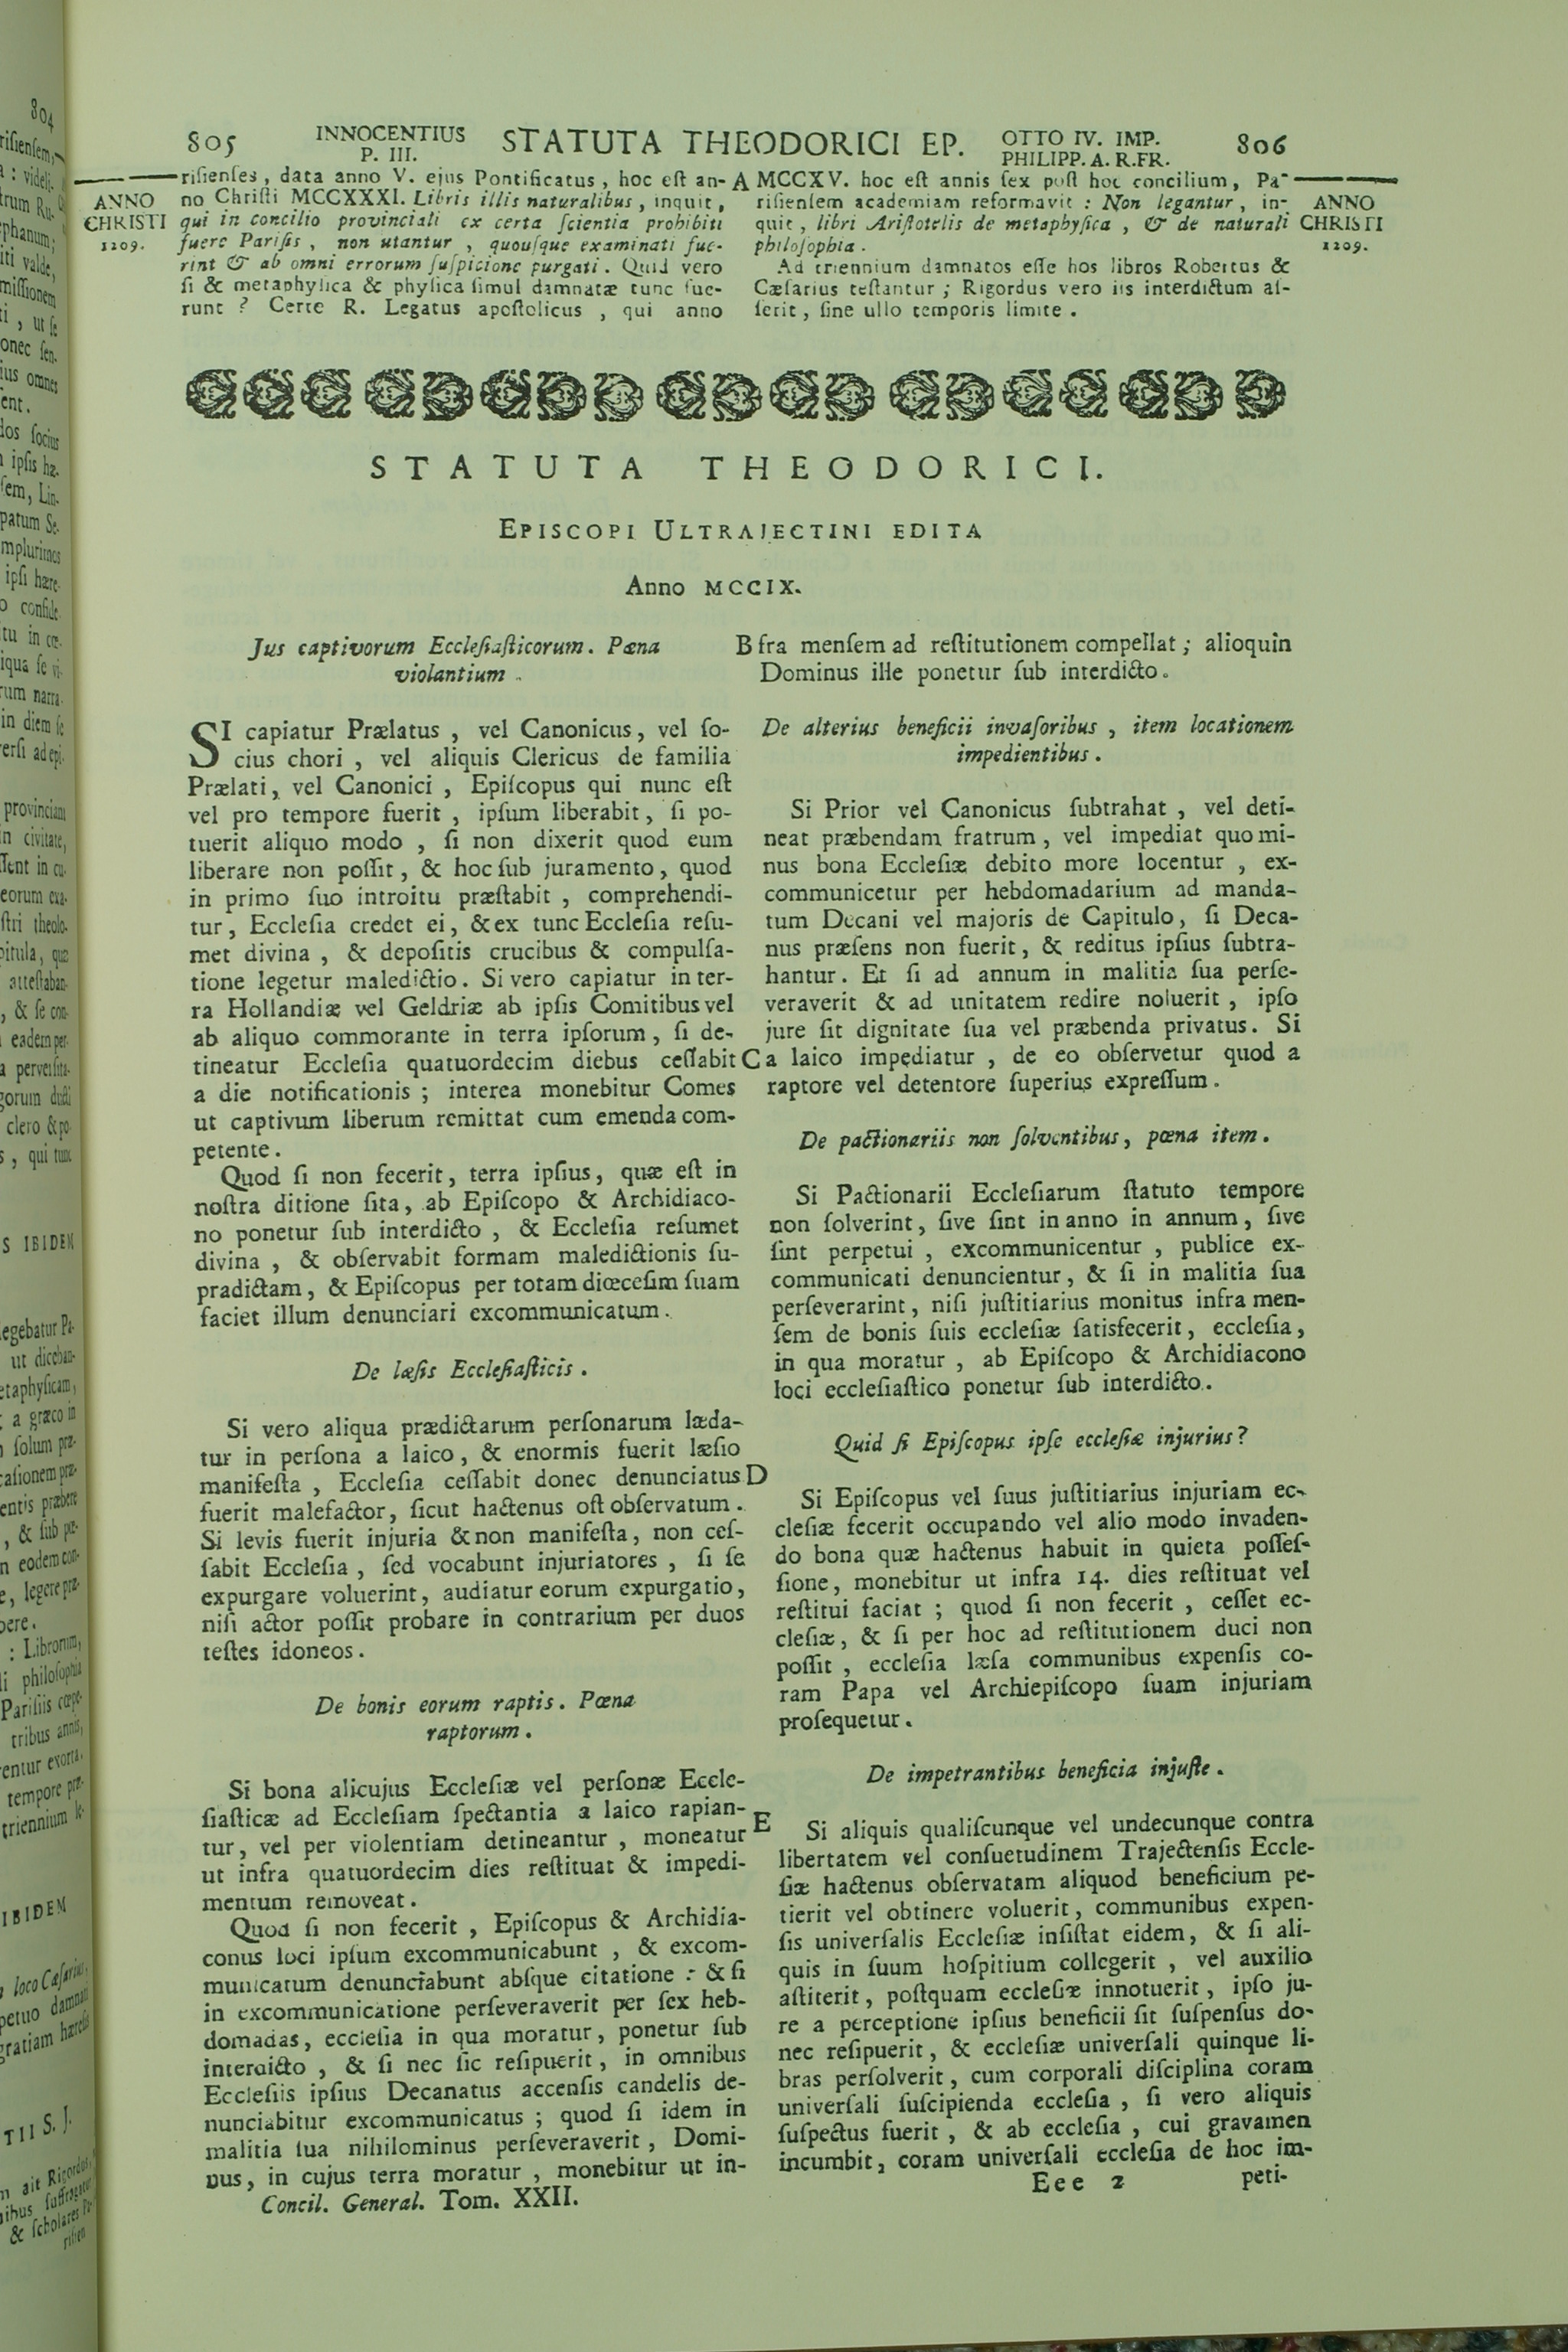 805
INNOCENTIUS
P. III.
STATUTA THEODORICI EP.
OTTO IV. IMP.
PHILIPP. A. R. FR.
806
ANNO
CHRISTI
1209.
riſienſes, data anno V. ejus Pontificatus, hoc eſt an-
no Chriſti MCCXXXI. Libris illis naturalibus, inquit,
qui in concilio provinciali ex certa ſcientia prohibiti
fuere Pariſis, non utantur, quouſque examinati fue-
rint & ab omni errorum ſuſpicione purgati. Quid vero
ſi & metaphyſica & phyſica ſimul damnatæ tunc fue-
runt? Certe R. Legatus apoſtolicus, qui anno
A MCCXV. hoc eſt annis ſex poſt hoc concilium, Pa-
riſienſem academiam reformavit: Non legantur, in-
quit, libri Ariſtotelis de metaphyſica, & de naturali
philoſophia.
Ad triennium damnatos eſſe hos libros Robertus &
Cæſarius teſtantur; Rigordus vero iis interdictum aſ-
ſerit, ſine ullo temporis limite.
ANNO
CHRISTI
1209.
STATUTA THEODORICI.
EPISCOPI ULTRAJECTINI EDITA
Anno MCCIX.
Jus captivorum Eccleſiaſticorum. Pœna
violantium.
SI capiatur Prælatus, vel Canonicus, vel ſo-
cius chori, vel aliquis Clericus de familia
Prælati, vel Canonici, Epiſcopus qui nunc eſt
vel pro tempore fuerit, ipſum liberabit, ſi po-
tuerit aliquo modo, ſi non dixerit quod eum
liberare non poſſit, & hoc ſub juramento, quod
in primo ſuo introitu præſtabit, comprehendi-
tur, Eccleſia credet ei, & ex tunc Eccleſia reſu-
met divina, & depoſitis crucibus & compulſa-
tione legetur maledictio. Si vero capiatur in ter-
ra Hollandiæ vel Geldriæ ab ipſis Comitibus vel
ab aliquo commorante in terra ipſorum, ſi de-
tineatur Eccleſia quatuordecim diebus ceſſabit
a die notificationis; interea monebitur Comes
ut captivum liberum remittat cum emenda com-
petente.
Quod ſi non fecerit, terra ipſius, quæ eſt in
noſtra ditione ſita, ab Epiſcopo & Archidiaco-
no ponetur ſub interdicto, & Eccleſia reſumet
divina, & obſervabit formam maledictionis ſu-
pradictam, & Epiſcopus per totam diœceſim ſuam
faciet illum denunciari excommunicatum.
De læſis Eccleſiaſticis.
Si vero aliqua prædictarum perſonarum læda-
tur in perſona a laico, & enormis fuerit læſio
manifeſta, Eccleſia ceſſabit donec denunciatus
fuerit malefactor, ſicut hactenus oſt obſervatum.
Si levis fuerit injuria & non manifeſta, non ceſ-
ſabit Eccleſia, ſed vocabunt injuriatores, ſi ſe
expurgare voluerint, audiatur eorum expurgatio,
niſi actor poſſit probare in contrarium per duos
teſtes idoneos.
De bonis eorum raptis. Pœna
raptorum.
Si bona alicujus Eccleſiæ vel perſonæ Eccle-
ſiaſticæ ad Eccleſiam ſpectantia a laico rapian-
tur, vel per violentiam detineantur, moneatur
ut infra quatuordecim dies reſtituat & impedi-
mentum removeat.
Quod ſi non fecerit, Epiſcopus & Archidia-
conus loci ipſum excommunicabunt, & excom-
municatum denunciabunt abſque citatione: & ſi
in excommunicatione perſeveraverit per ſex heb-
domadas, eccleſia in qua moratur, ponetur ſub
interdicto, & ſi nec ſic reſipuerit, in omnibus
Eccleſiis ipſius Decanatus accenſis candelis de-
nunciabitur excommunicatus; quod ſi idem in
malitia ſua nihilominus perſeveraverit, Domi-
nus, in cujus terra moratur, monebitur ut in-
Concil. General. Tom. XXII.
B fra menſem ad reſtitutionem compellat; alioquin
Dominus ille ponetur ſub interdicto.
De alterius beneficii invaſoribus, item locationem
impedientibus.
Si Prior vel Canonicus ſubtrahat, vel deti-
neat præbendam fratrum, vel impediat quo mi-
nus bona Eccleſiæ debito more locentur, ex-
communicetur per hebdomadarium ad manda-
tum Decani vel majoris de Capitulo, ſi Deca-
nus præſens non fuerit, & reditus ipſius ſubtra-
hantur. Et ſi ad annum in malitia ſua perſe-
veraverit & ad unitatem redire noluerit, ipſo
jure ſit dignitate ſua vel præbenda privatus. Si
C a laico impediatur, de eo obſervetur quod a
raptore vel detentore ſuperius expreſſum.
De pactionariis non ſolventibus, pœna item.
Si Pactionarii Eccleſiarum ſtatuto tempore
non ſolverint, ſive ſint in anno in annum, ſive
ſint perpetui, excommunicentur, publice ex-
communicati denuncientur, & ſi in malitia ſua
perſeverarint, niſi juſtitiarius monitus infra men-
ſem de bonis ſuis eccleſiæ ſatisfecerit, eccleſia,
in qua moratur, ab Epiſcopo & Archidiacono
loci eccleſiaſtico ponetur ſub interdicto.
Quid ſi Epiſcopus ipſe eccleſiæ injurius?
D
Si Epiſcopus vel ſuus juſtitiarius injuriam ec-
cleſiæ fecerit occupando vel alio modo invaden-
do bona quæ hactenus habuit in quieta poſſeſ-
ſione, monebitur ut infra 14. dies reſtituat vel
reſtitui faciat; quod ſi non fecerit, ceſſet ec-
cleſiæ, & ſi per hoc ad reſtitutionem duci non
poſſit, eccleſia læſa communibus expenſis co-
ram Papa vel Archiepiſcopo ſuam injuriam
proſequetur.
De impetrantibus beneficia injuſte.
E
Si aliquis qualiſcunque vel undecunque contra
libertatem vel conſuetudinem Trajectenſis Eccle-
ſiæ hactenus obſervatam aliquod beneficium pe-
tierit vel obtinere voluerit, communibus expen-
ſis univerſalis Eccleſiæ inſiſtat eidem, & ſi ali-
quis in ſuum hoſpitium collegerit, vel auxilio
aſtiterit, poſtquam eccleſiæ innotuerit, ipſo ju-
re a perceptione ipſius beneficii ſit ſuſpenſus do-
nec reſipuerit, & eccleſiæ univerſali quinque li-
bras perſolverit, cum corporali diſciplina coram
univerſali ſuſcipienda eccleſia, ſi vero aliquis
ſuſpectus fuerit, & ab eccleſia, cui gravamen
incumbit, coram univerſali eccleſia de hoc im-
Eee 2
peti-